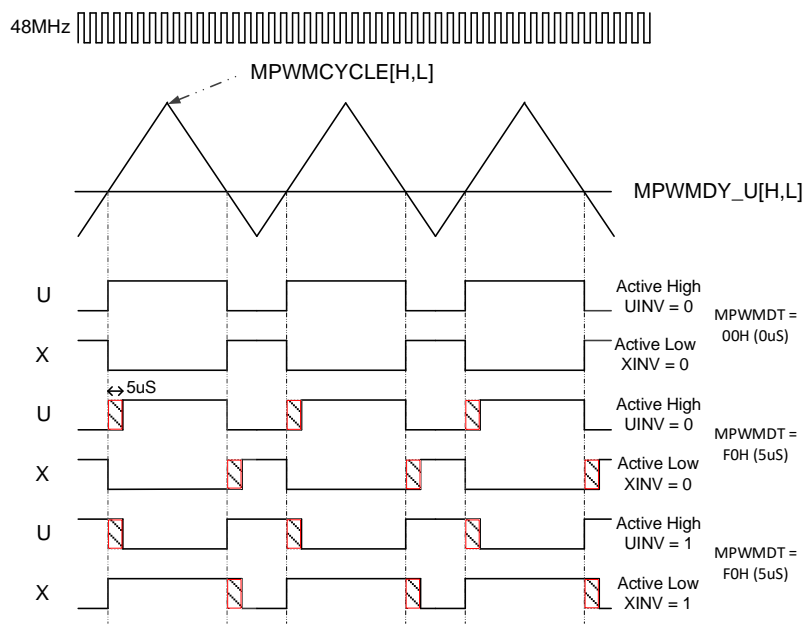 48MHz
MPWMCYCLE[H,L]
MPWMDY_U[H,L]
U
Active High
UINV = 0
MPWMDT =
00H (0uS)
X
Active Low
XINV = 0
5uS
U
Active High
UINV = 0
MPWMDT =
F0H (5uS)
X
Active Low
XINV = 0
U
Active High
UINV = 1
MPWMDT =
F0H (5uS)
X
Active Low
XINV = 1